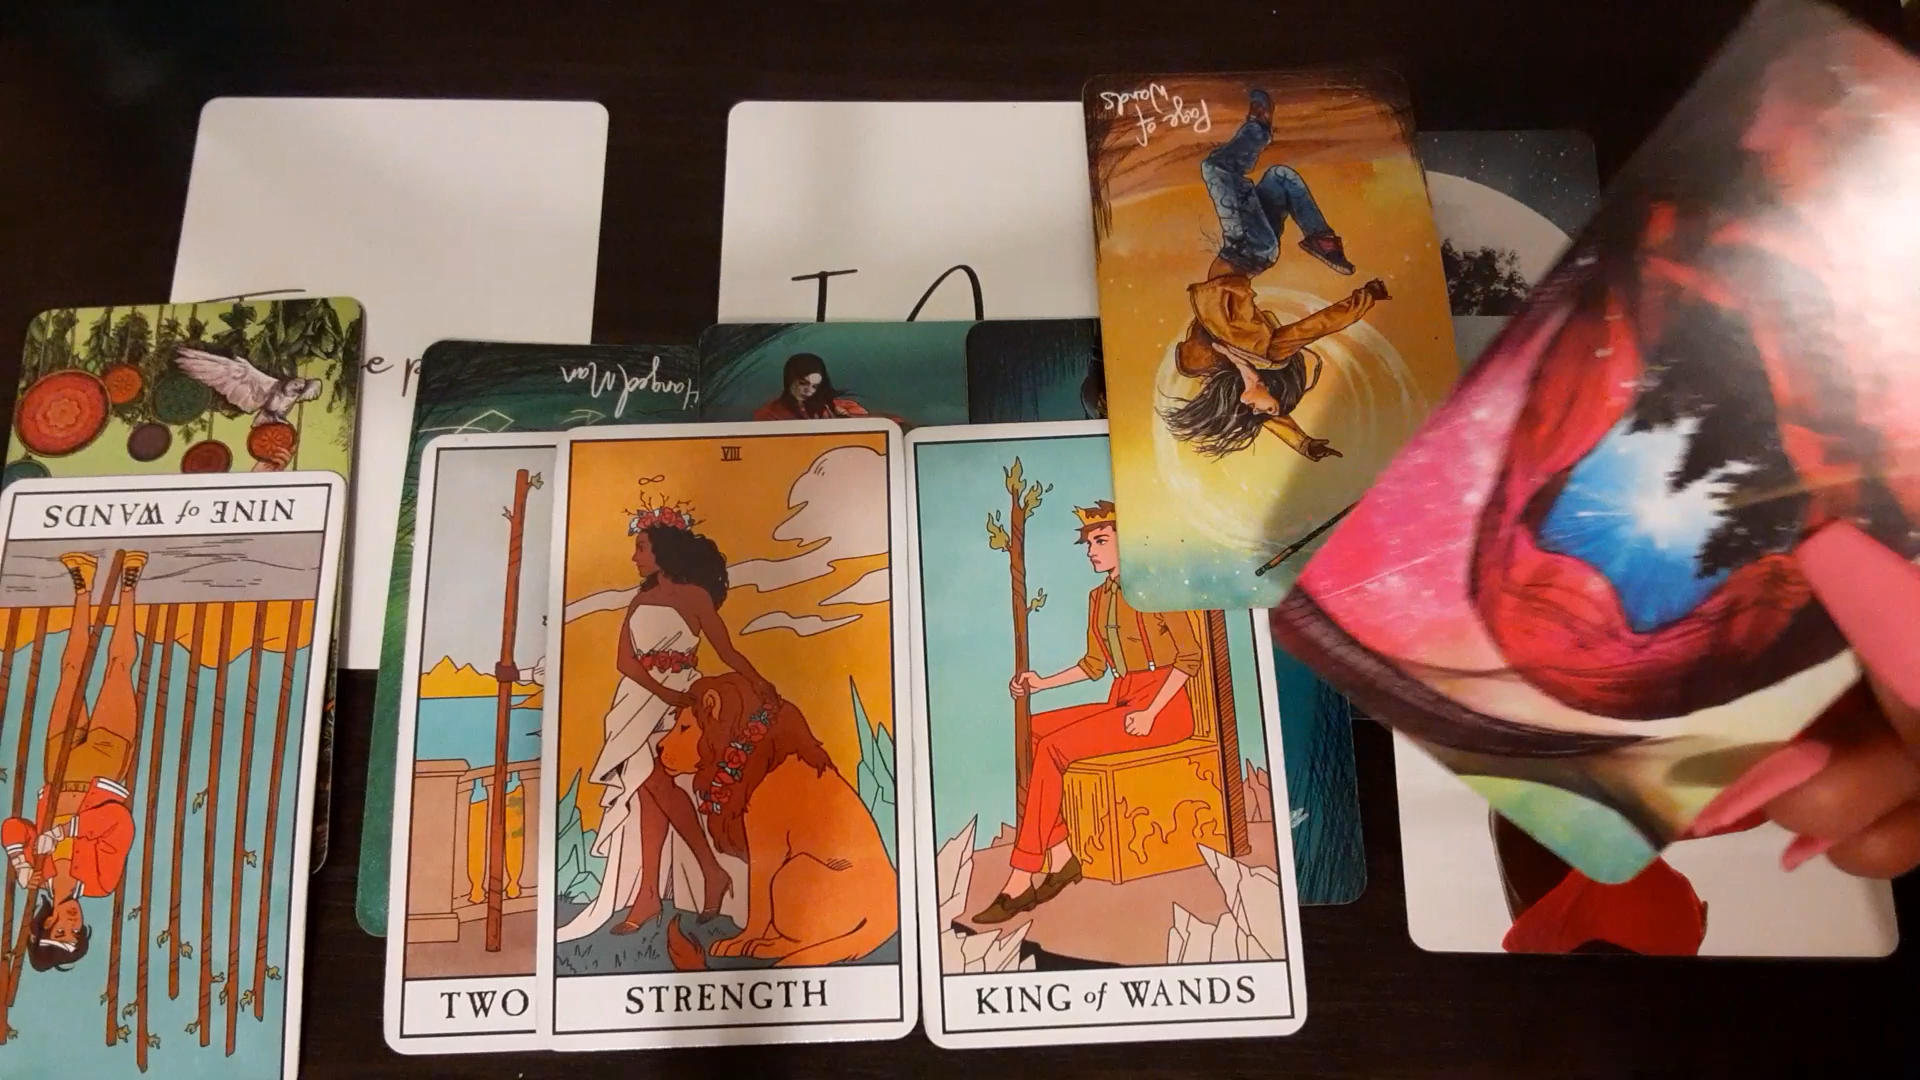 Page of
Wands
I
e p
Hanged Man
NINE of WANDS
VIII
TWO
STRENGTH
KING of WANDS